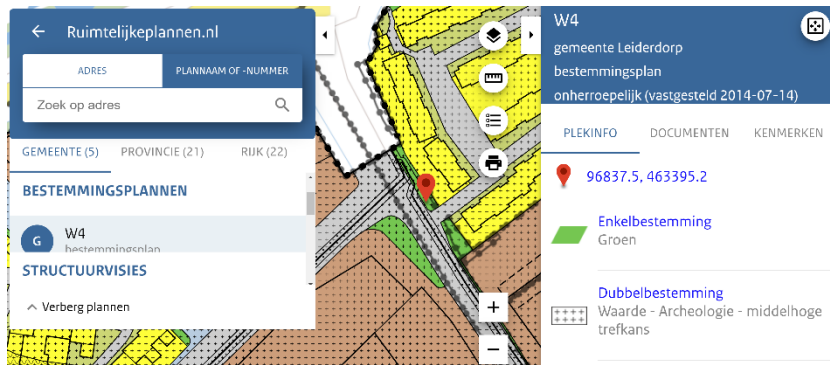 Ruimtelijkeplannen.nl
ADRES
PLANNAAM OF -NUMMER
Zoek op adres
GEMEENTE (5)
PROVINCIE (21)
RIJK (22)
BESTEMMINGSPLANNEN
G
W4
bestemmingsplan
STRUCTUURVISIES
Verberg plannen
+
−
W4
gemeente Leiderdorp
bestemmingsplan
onherroepelijk (vastgesteld 2014-07-14)
PLEKINFO
DOCUMENTEN
KENMERKEN
96837.5, 463395.2
Enkelbestemming
Groen
Dubbelbestemming
Waarde - Archeologie - middelhoge
trefkans